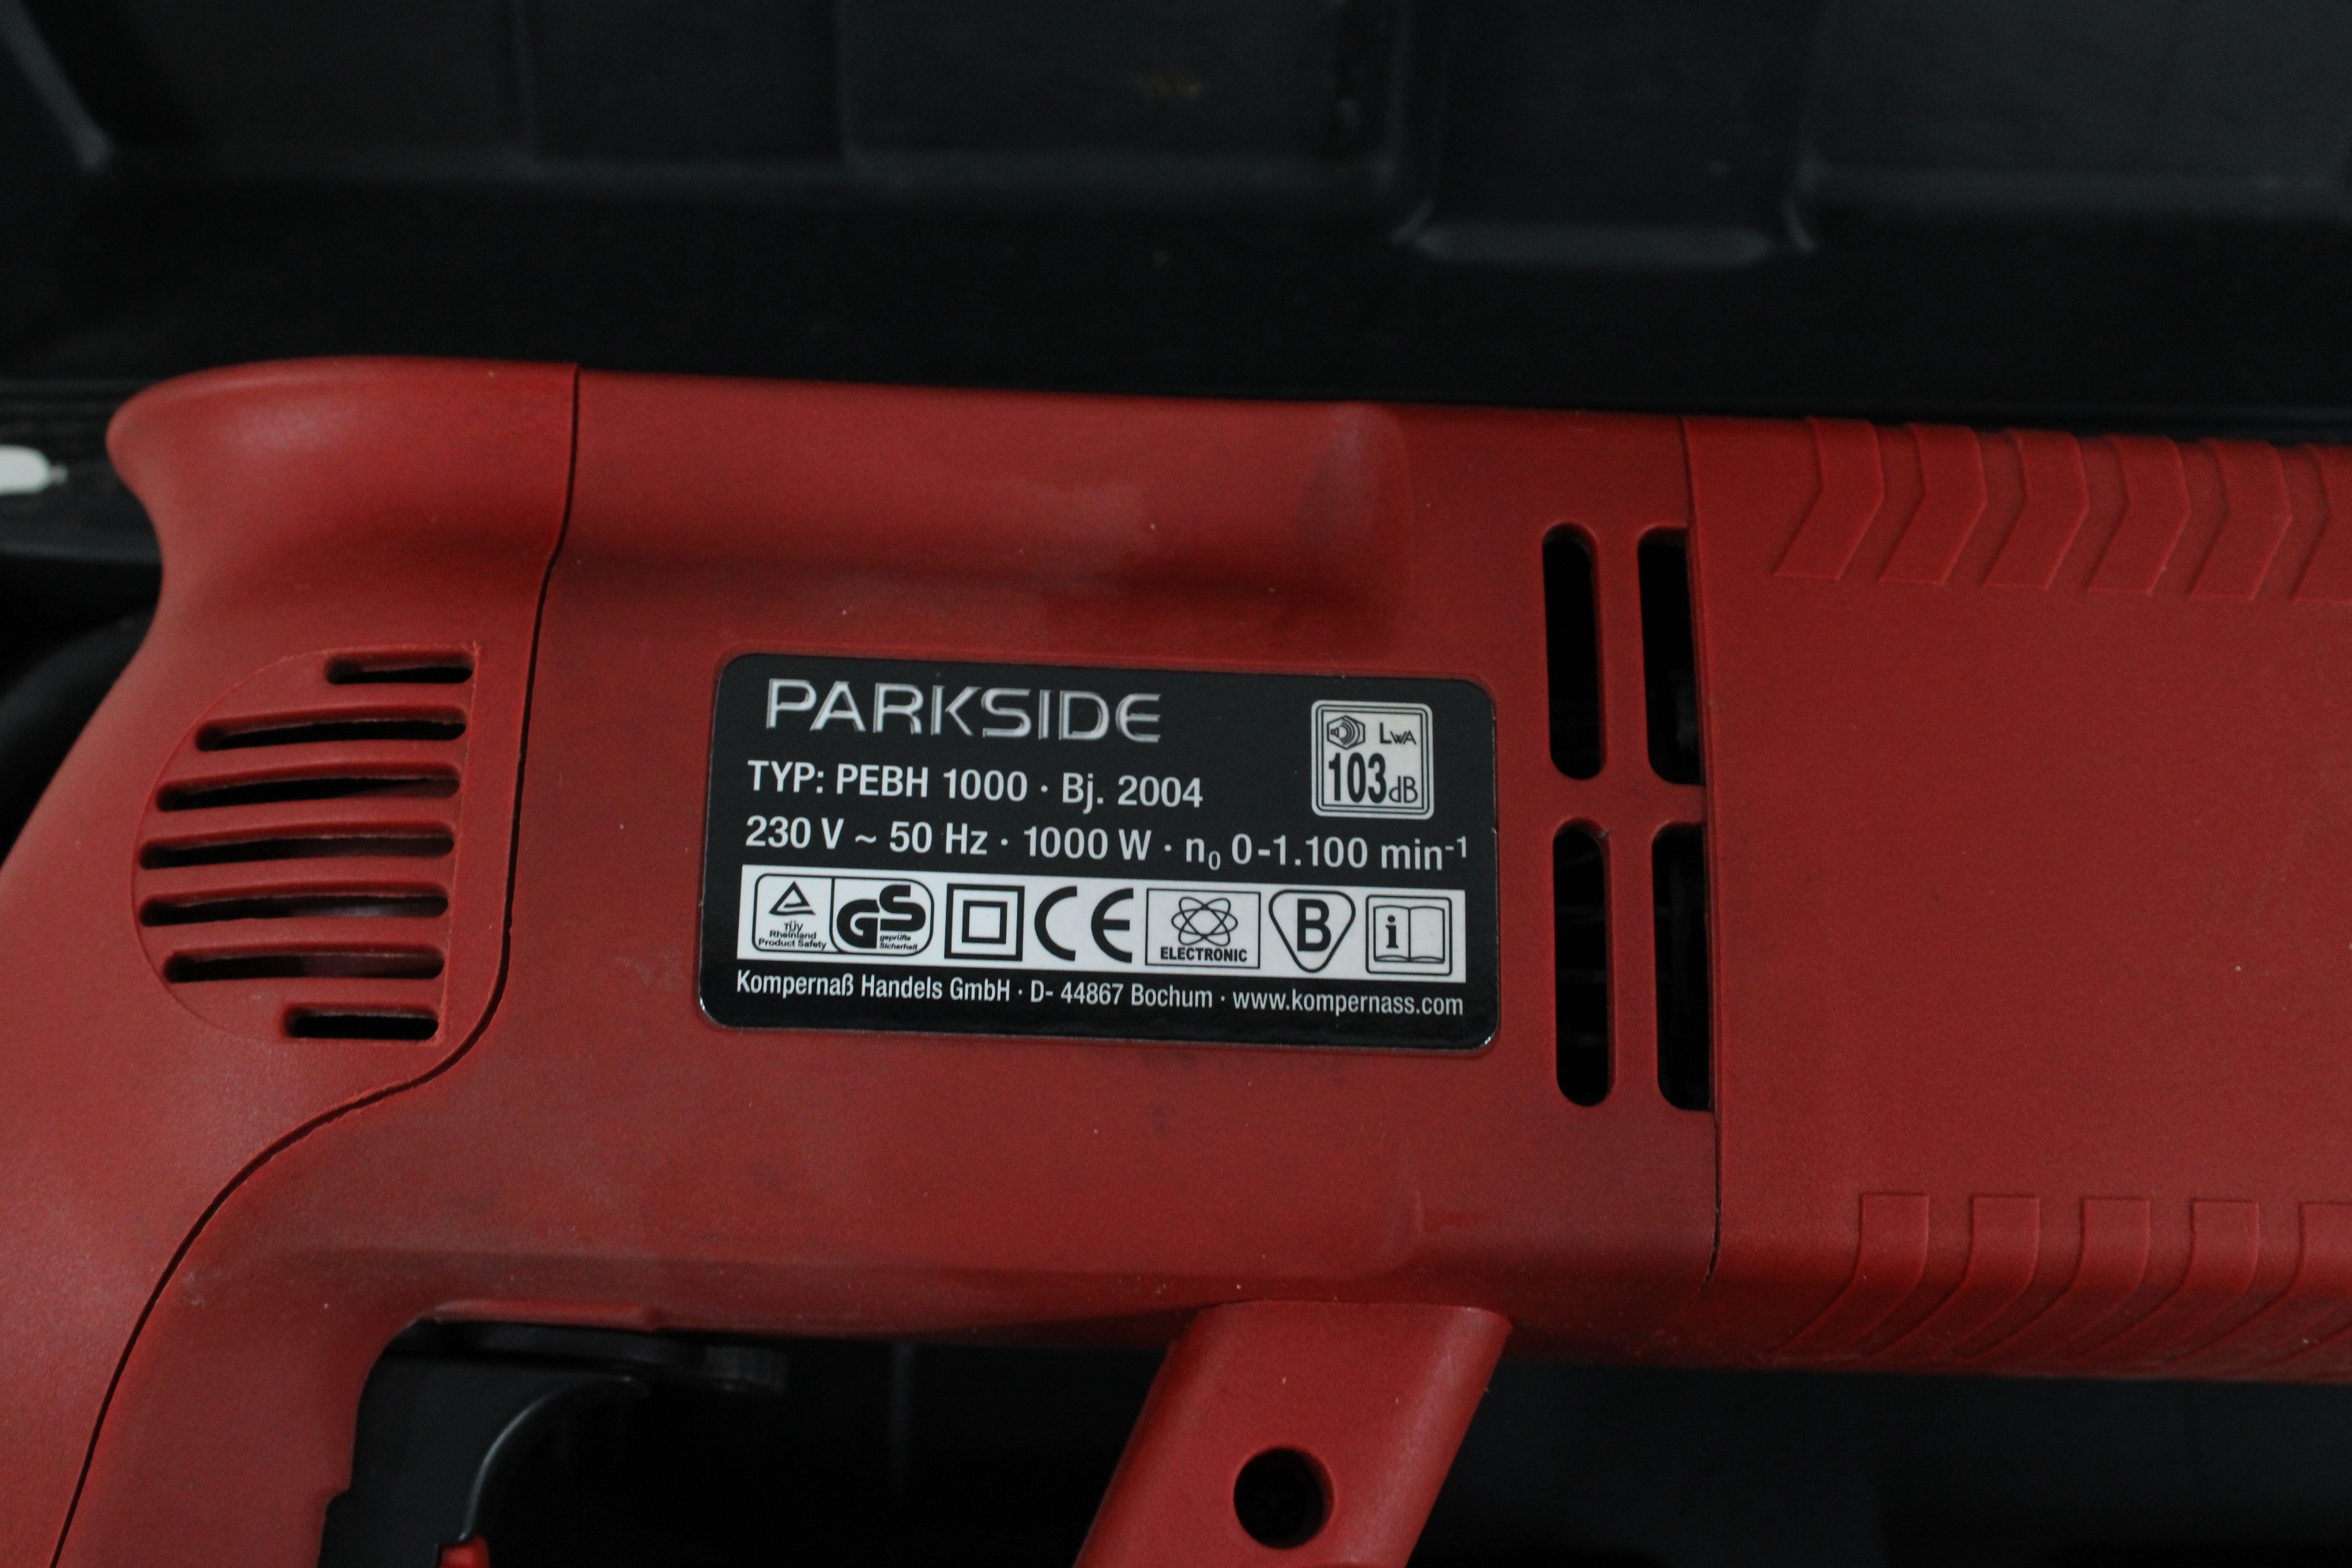 PARKSIDE
LWA
103dB
TYP: PEBH 1000 · Bj. 2004
230 V ~ 50 Hz · 1000 W · n₀ 0-1.100 min⁻¹
TÜV
Rheinland
Product Safety
GS
geprüfte
Sicherheit
CE
ELECTRONIC
B
i
Kompernaß Handels GmbH · D- 44867 Bochum · www.kompernass.com